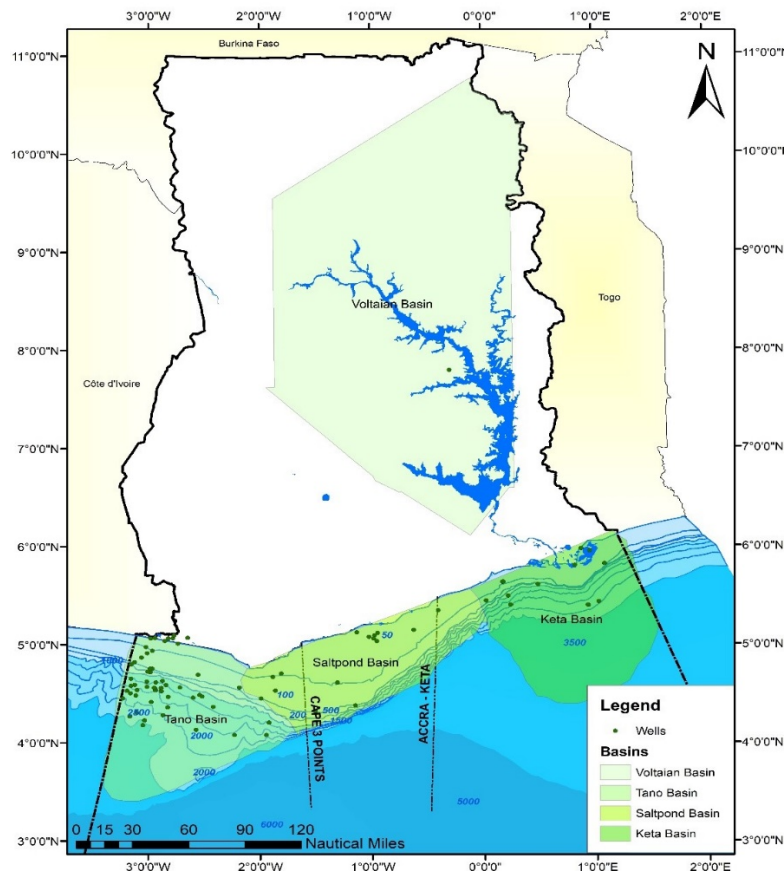 3°0'0"W 2°0'0"W 1°0'0"W 0°0'0"E 1°0'0"E 2°0'0"E
Burkina Faso
11°0'0"N 11°0'0"N
N
10°0'0"N 10°0'0"N
9°0'0"N 9°0'0"N
Togo
Voltaian Basin
8°0'0"N 8°0'0"N
Côte d'Ivoire
7°0'0"N 7°0'0"N
6°0'0"N 6°0'0"N
Keta Basin
50
5°0'0"N 5°0'0"N
3500
Saltpond Basin
1000
ACCRA - KETA
100
500
200
1500
CAPE 3 POINTS
Tano Basin
2000
2000
4°0'0"N 4°0'0"N
5000
6000
Legend
Wells
Basins
Voltaian Basin
Tano Basin
Saltpond Basin
Keta Basin
0 15 30 60 90 120
Nautical Miles
3°0'0"N 3°0'0"N
3°0'0"W 2°0'0"W 1°0'0"W 0°0'0"E 1°0'0"E 2°0'0"E